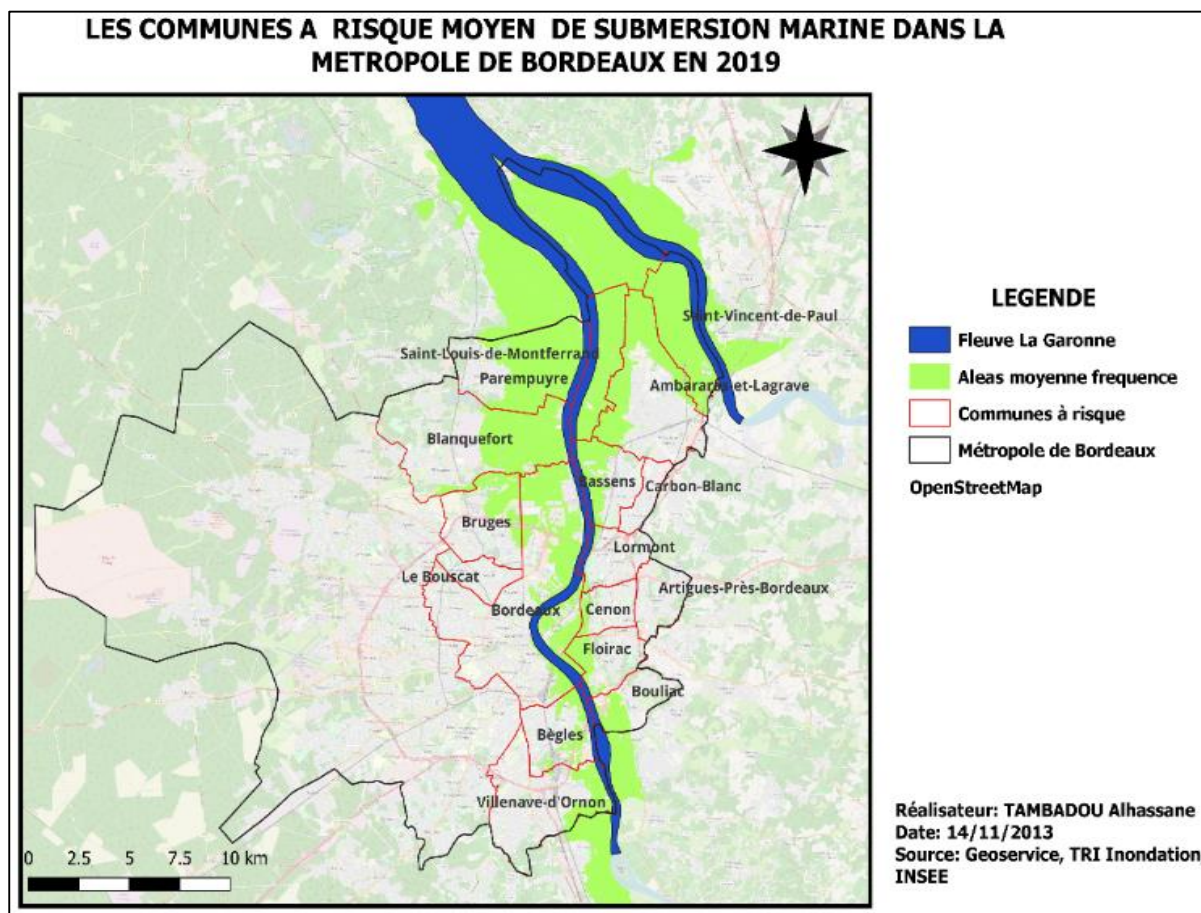 LES COMMUNES A  RISQUE MOYEN  DE SUBMERSION MARINE DANS LA
METROPOLE DE BORDEAUX EN 2019
Saint-Vincent-de-Paul
Saint-Louis-de-Montferrand
Parempuyre
Ambarares-et-Lagrave
Blanquefort
Bassens
Carbon-Blanc
Bruges
Lormont
Le Bouscat
Artigues-Près-Bordeaux
Bordeaux
Cenon
Floirac
Bouliac
Bègles
Villenave-d'Ornon
0 2.5 5 7.5 10 km
LEGENDE
Fleuve La Garonne
Aleas moyenne frequence
Communes à risque
Métropole de Bordeaux
OpenStreetMap
Réalisateur: TAMBADOU Alhassane
Date: 14/11/2013
Source: Geoservice, TRI Inondation
INSEE